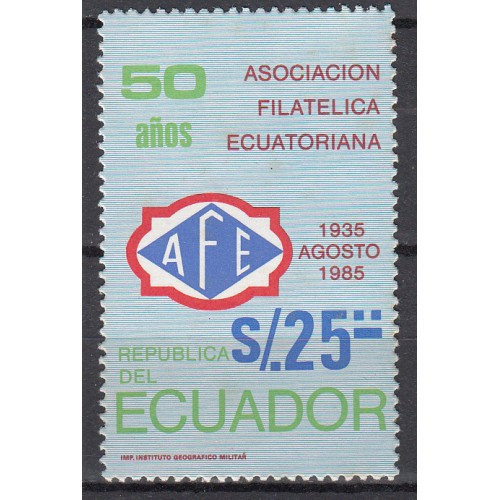 50
años
ASOCIACION
FILATELICA
ECUATORIANA
AFE
1935
AGOSTO
1985
S/.25
REPUBLICA
DEL
ECUADOR
IMP. INSTITUTO GEOGRAFICO MILITAR